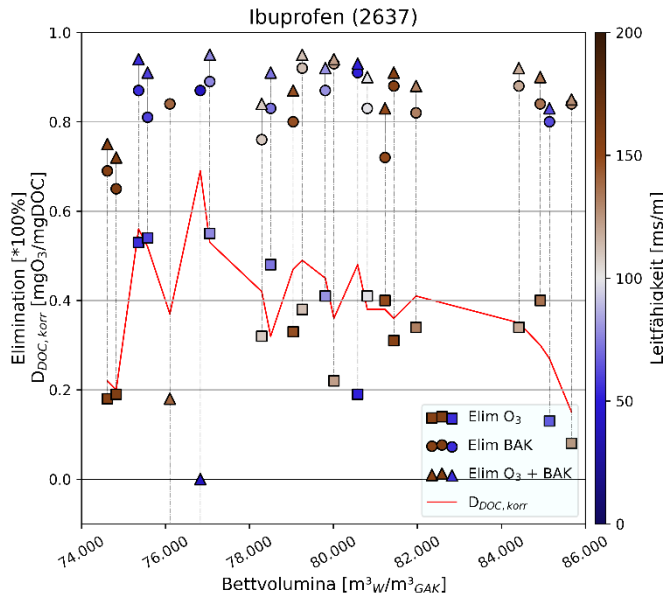 Ibuprofen (2637)
Elimination [*100%]
D_DOC,korr [mgO₃/mgDOC]
1.0
0.8
0.6
0.4
0.2
0.0
74.000
76.000
78.000
80.000
82.000
84.000
86.000
Bettvolumina [m³_W/m³_GAK]
Elim O₃
Elim BAK
Elim O₃ + BAK
D_DOC,korr
200
150
100
50
0
Leitfähigkeit [ms/m]